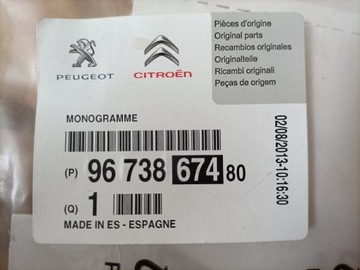 PEUGEOT
CITROËN
Pièces d'origine
Original parts
Recambios originales
Originalteile
Ricambi originali
Peças de origem
MONOGRAMME
(P) 96 738 674 80
(Q) 1
MADE IN ES - ESPAGNE
02/08/2013-10:16:30